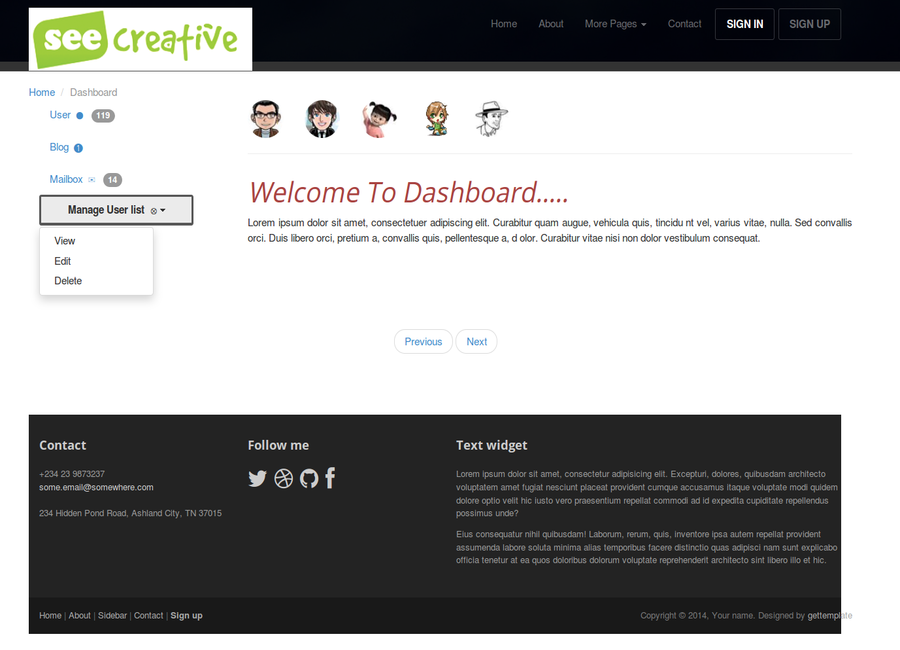 see creative
Home About More Pages Contact SIGN IN SIGN UP
Home / Dashboard
User 119
Blog 1
Mailbox 14
Manage User list
View
Edit
Delete
Welcome To Dashboard.....
Lorem ipsum dolor sit amet, consectetuer adipiscing elit. Curabitur quam augue, vehicula quis, tincidu nt vel, varius vitae, nulla. Sed convallis
orci. Duis libero orci, pretium a, convallis quis, pellentesque a, d olor. Curabitur vitae nisi non dolor vestibulum consequat.
Previous Next
Contact
+234 23 9873237
some.email@somewhere.com
234 Hidden Pond Road, Ashland City, TN 37015
Follow me
Text widget
Lorem ipsum dolor sit amet, consectetur adipisicing elit. Excepturi, dolores, quibusdam architecto
voluptatem amet fugiat nesciunt placeat provident cumque accusamus itaque voluptate modi quidem
dolore optio velit hic iusto vero praesentium repellat commodi ad id expedita cupiditate repellendus
possimus unde?
Eius consequatur nihil quibusdam! Laborum, rerum, quis, inventore ipsa autem repellat provident
assumenda labore soluta minima alias temporibus facere distinctio quas adipisci nam sunt explicabo
officia tenetur at ea quos doloribus dolorum voluptate reprehenderit architecto sint libero illo et hic.
Home | About | Sidebar | Contact | Sign up
Copyright © 2014, Your name. Designed by gettemplate